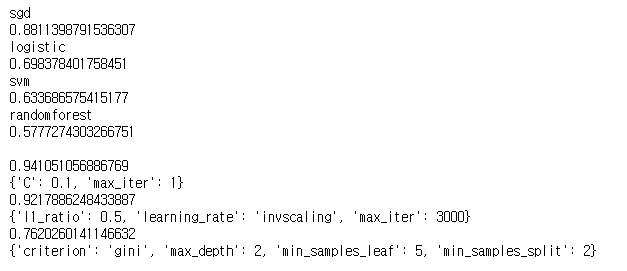 sgd
0.8811398791536307
logistic
0.698378401758451
svm
0.633686575415177
randomforest
0.5777274303266751
0.941051056886769
{'C': 0.1, 'max_iter': 1}
0.9217886248433887
{'l1_ratio': 0.5, 'learning_rate': 'invscaling', 'max_iter': 3000}
0.7620260141146632
{'criterion': 'gini', 'max_depth': 2, 'min_samples_leaf': 5, 'min_samples_split': 2}